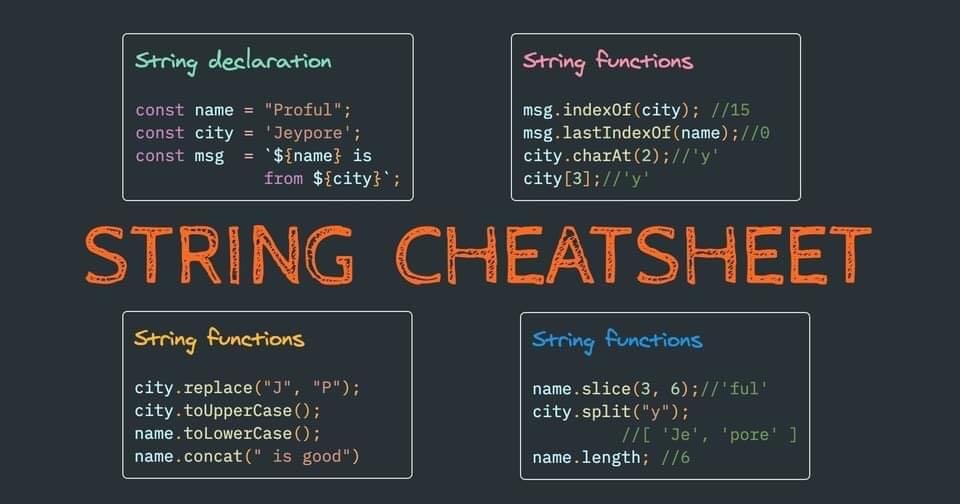 String declaration
const name = "Proful";
const city = 'Jeypore';
const msg  = `${name} is
             from ${city}`;
String functions
msg.indexOf(city); //15
msg.lastIndexOf(name);//0
city.charAt(2);//'y'
city[3];//'y'
STRING CHEATSHEET
String functions
city.replace("J", "P");
city.toUpperCase();
name.toLowerCase();
name.concat(" is good")
String functions
name.slice(3, 6);//'ful'
city.split("y");
         //[ 'Je', 'pore' ]
name.length; //6